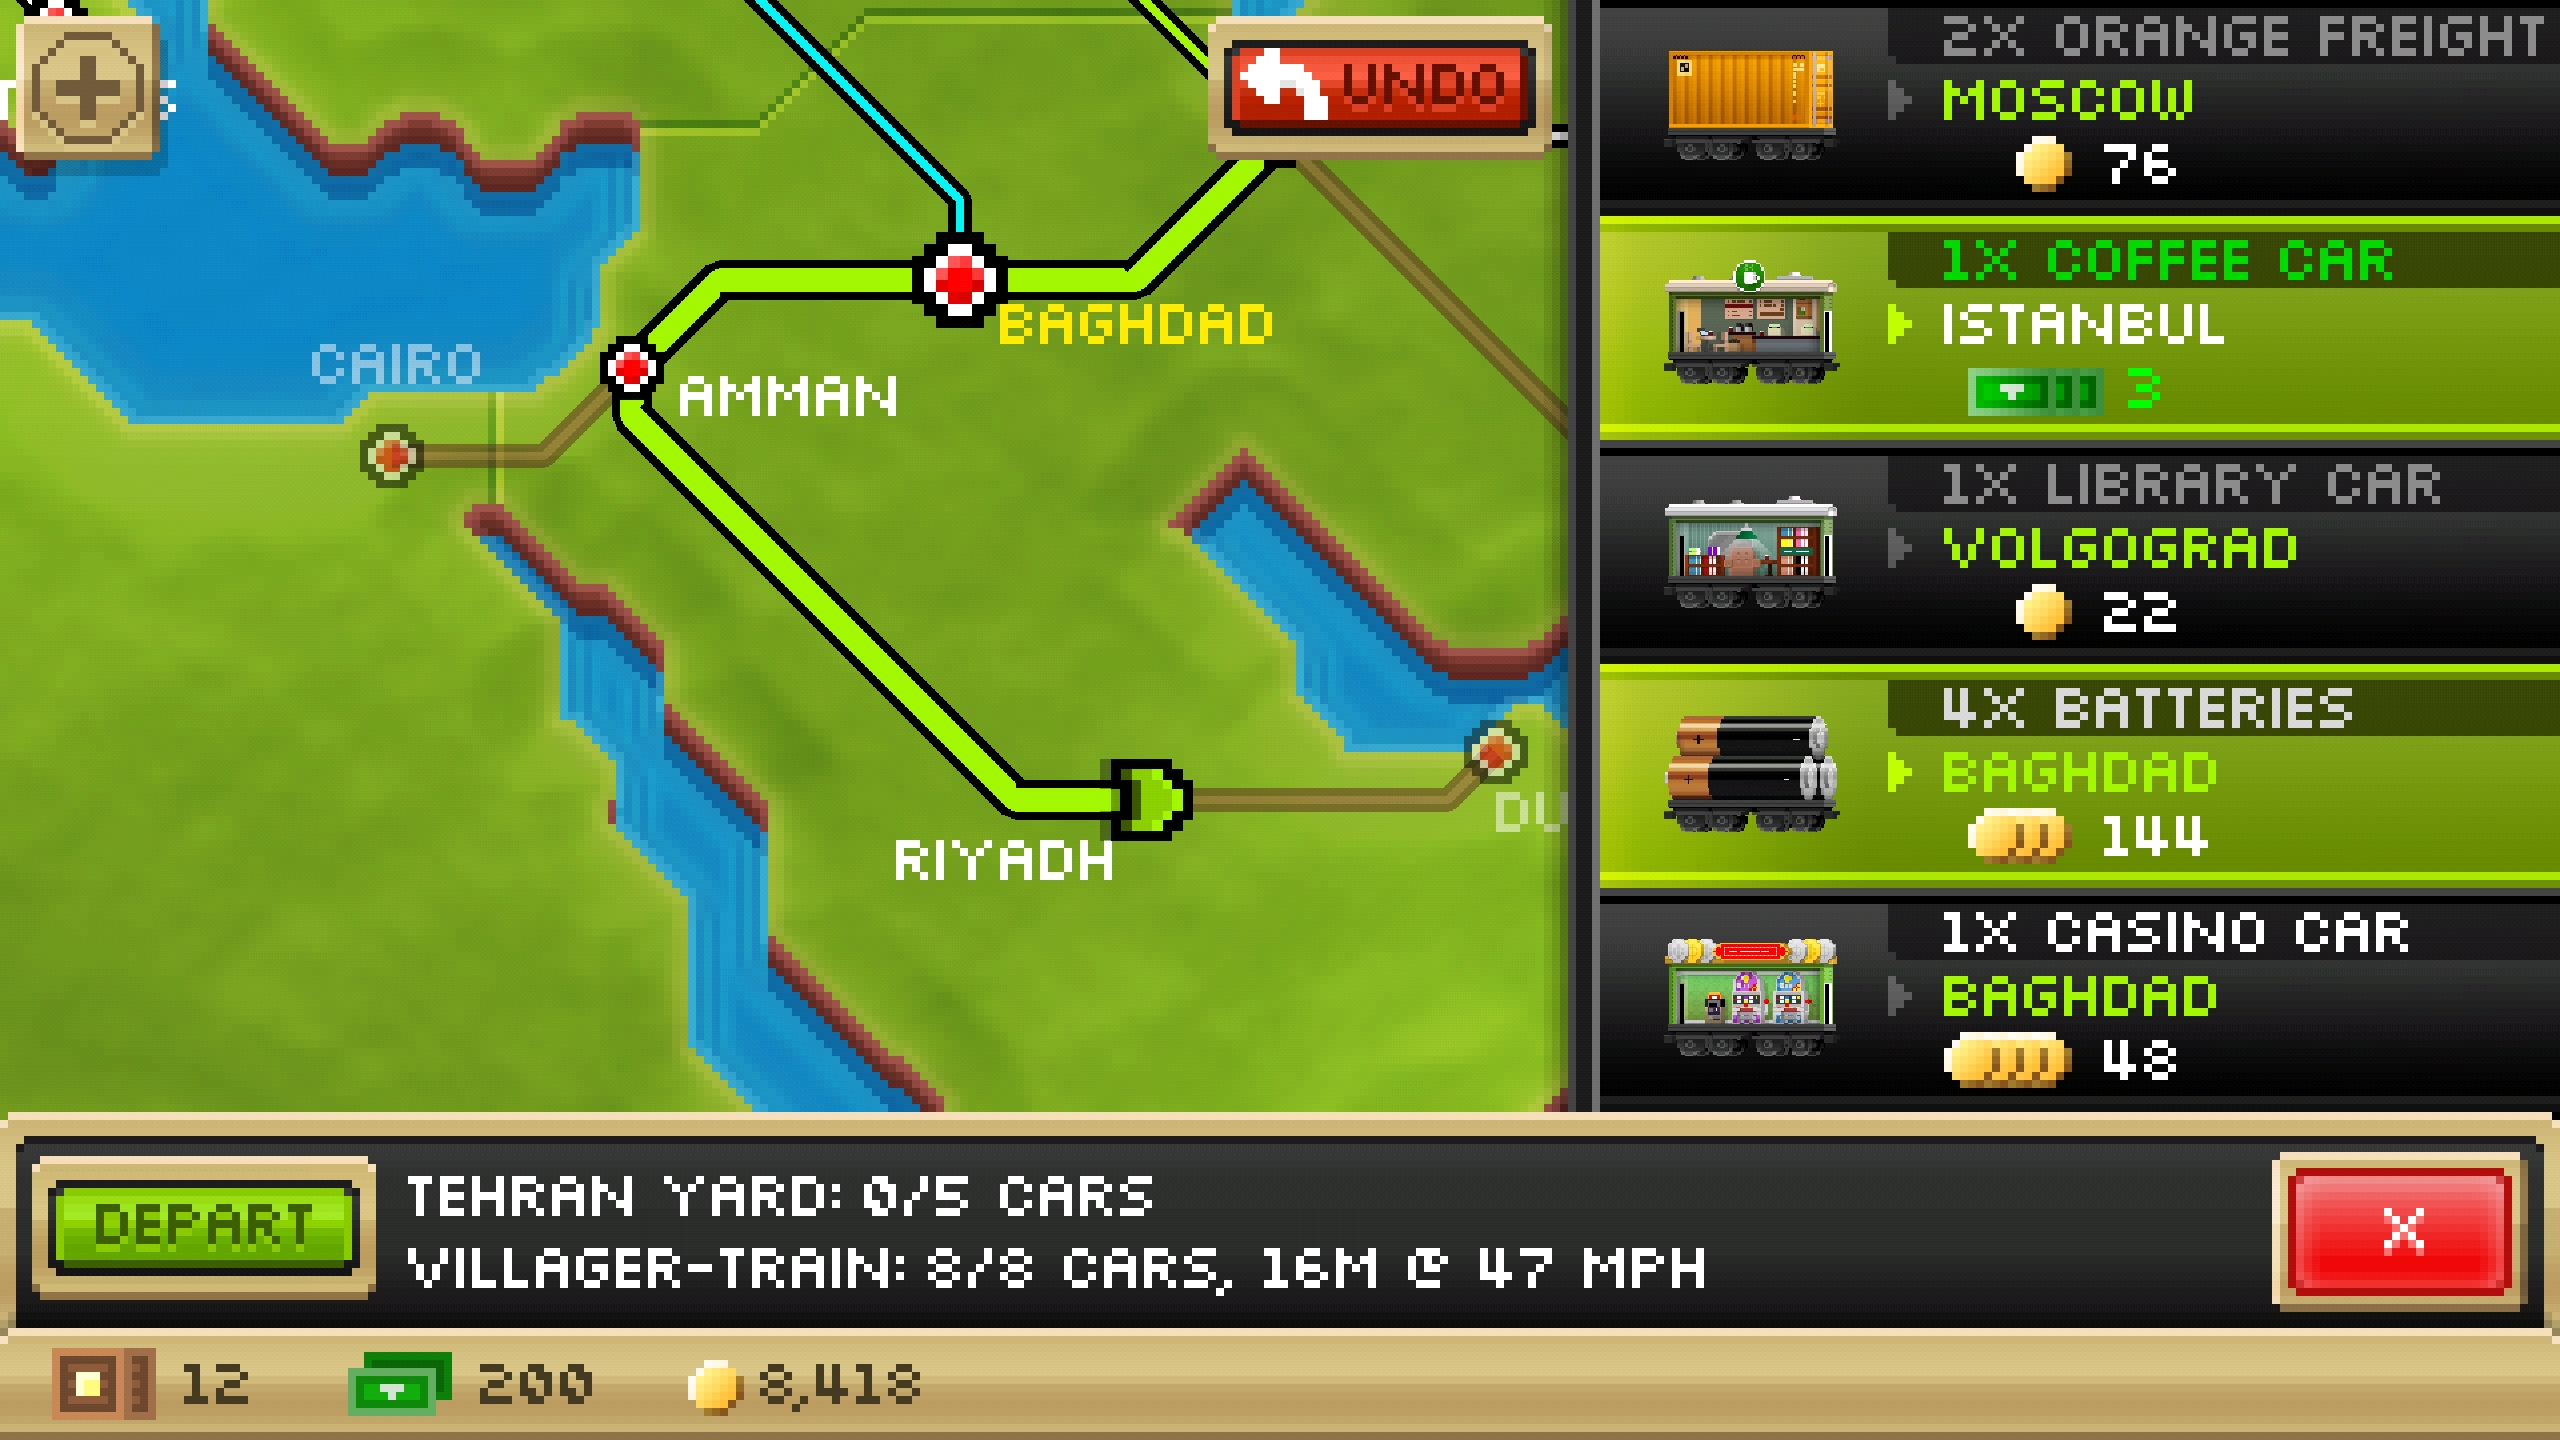 UNDO
BAGHDAD
CAIRO
AMMAN
RIYADH
DU
2X ORANGE FREIGHT
MOSCOW
76
1X COFFEE CAR
ISTANBUL
3
1X LIBRARY CAR
VOLGOGRAD
22
4X BATTERIES
BAGHDAD
144
1X CASINO CAR
BAGHDAD
48
DEPART
TEHRAN YARD: 0/5 CARS
VILLAGER-TRAIN: 8/8 CARS, 16M @ 47 MPH
X
12
200
8,418